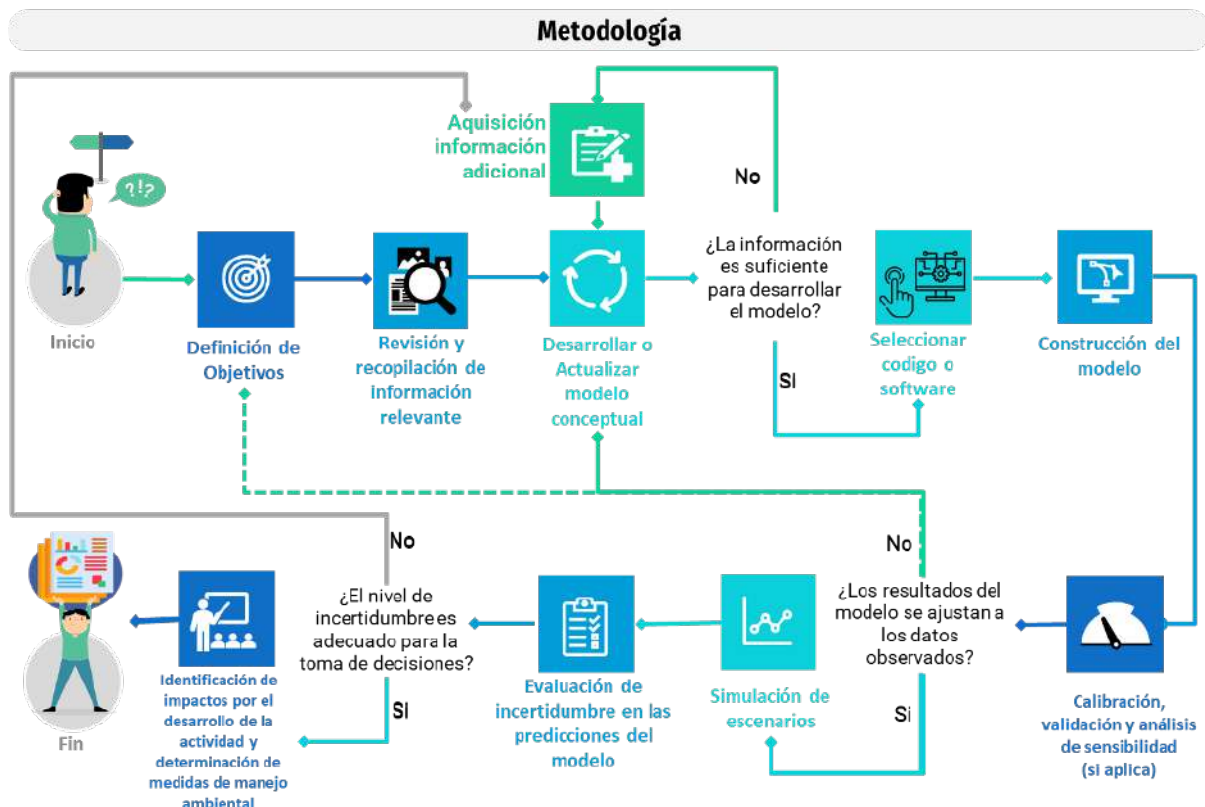 Metodología
Aquisición
información
adicional
No
?!?
¿La información
es suficiente
para desarrollar
el modelo?
Inicio
Definición de
Objetivos
Revisión y
recopilación de
información
relevante
Desarrollar o
Actualizar
modelo
conceptual
SI
Seleccionar
codigo o
software
Construcción del
modelo
No
No
¿El nivel de
incertidumbre es
adecuado para la
toma de decisiones?
¿Los resultados del
modelo se ajustan a
los datos
observados?
Fin
Identificación de
impactos por el
desarrollo de la
actividad y
determinación de
medidas de manejo
ambiental
SI
Evaluación de
incertidumbre en las
predicciones del
modelo
Simulación de
escenarios
Si
Calibración,
validación y análisis
de sensibilidad
(si aplica)